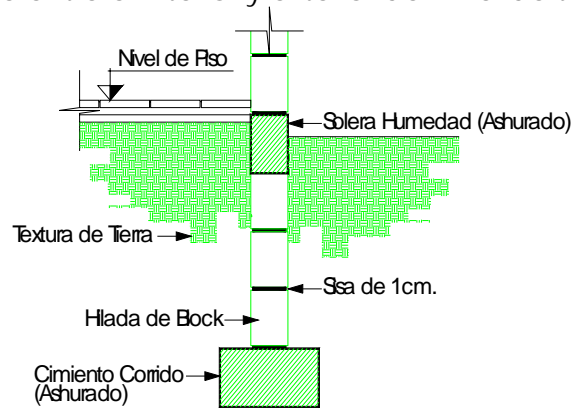 Nivel de Piso
Solera Humedad (Ashurado)
Textura de Tierra
Sisa de 1cm.
Hilada de Block
Cimiento Corrido
(Ashurado)